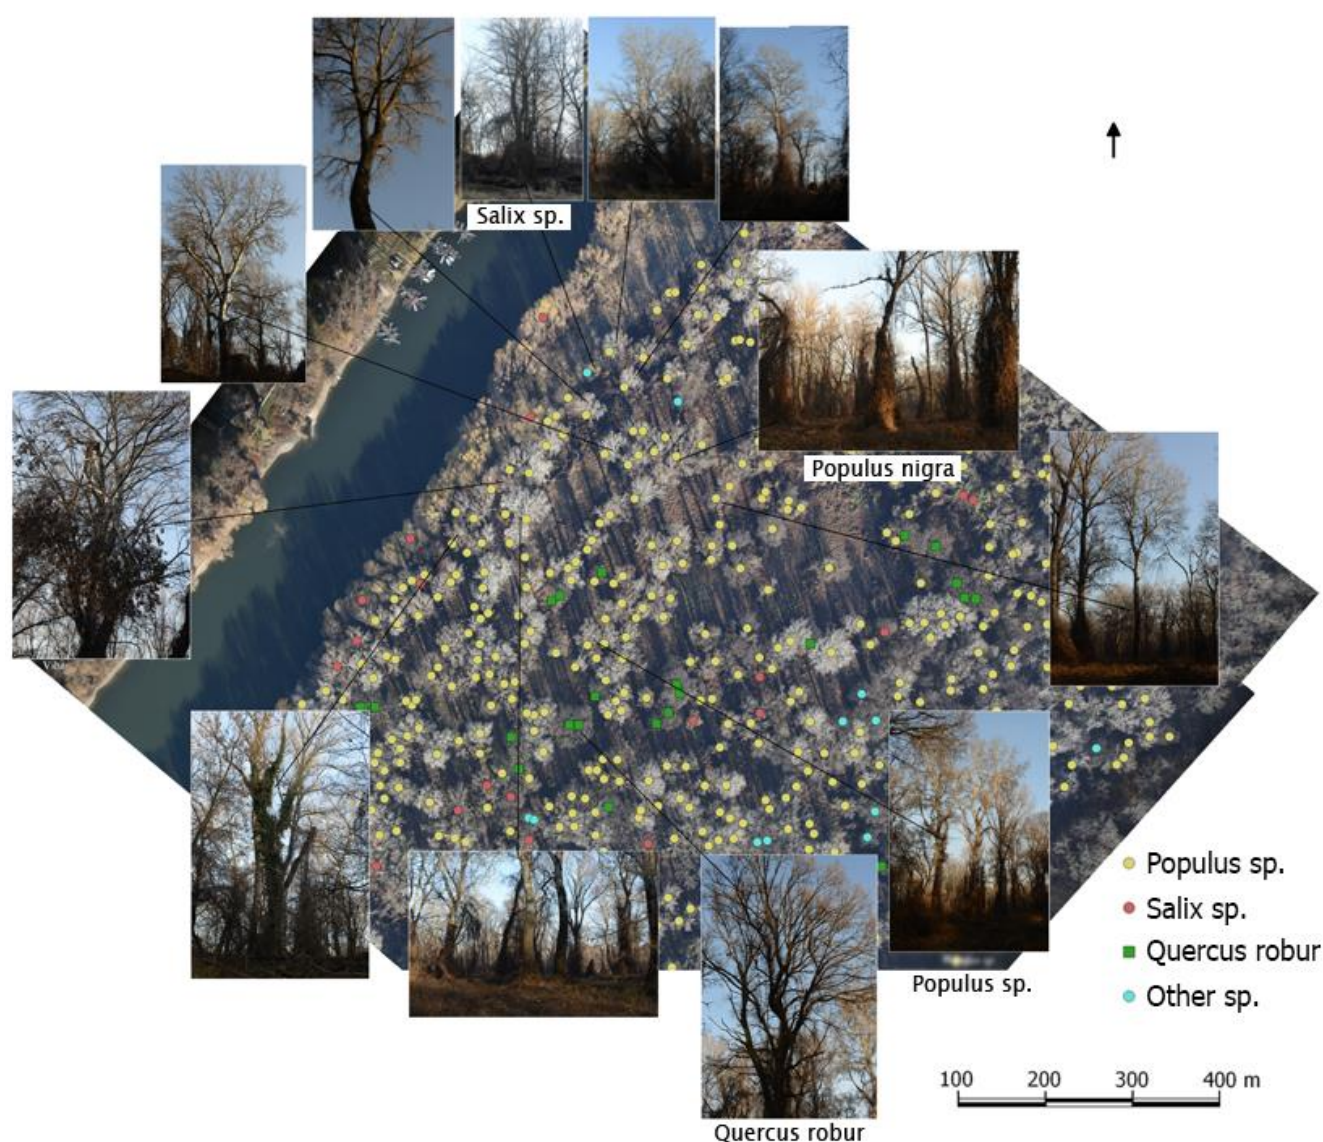 Salix sp.
Populus nigra
Populus sp.
Salix sp.
Quercus robur
Other sp.
Populus sp.
100 200 300 400 m
Quercus robur